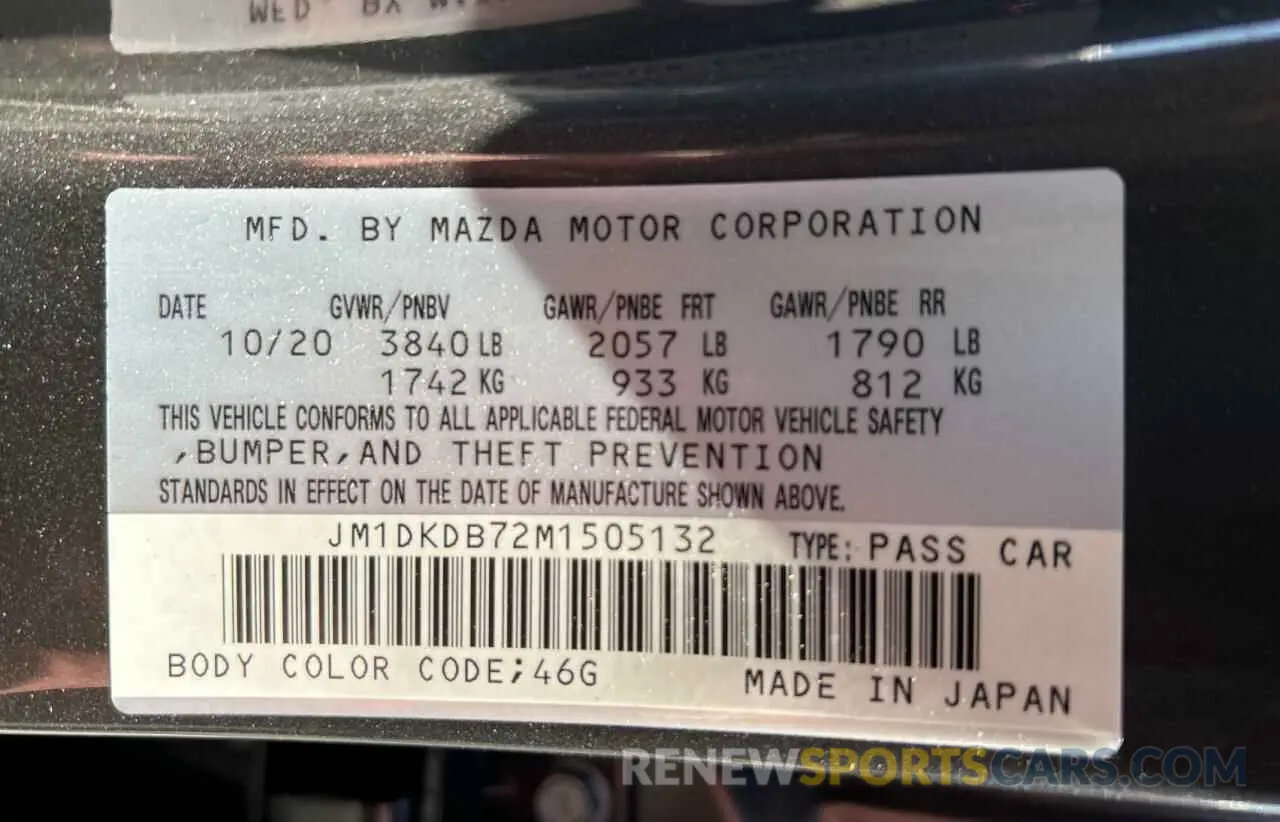 MFD. BY MAZDA MOTOR CORPORATION
DATE GVWR/PNBV GAWR/PNBE FRT GAWR/PNBE RR
10/20 3840 LB 2057 LB 1790 LB
1742 KG 933 KG 812 KG
THIS VEHICLE CONFORMS TO ALL APPLICABLE FEDERAL MOTOR VEHICLE SAFETY
,BUMPER,AND THEFT PREVENTION
STANDARDS IN EFFECT ON THE DATE OF MANUFACTURE SHOWN ABOVE.
JM1DKDB72M1505132 TYPE: PASS CAR
BODY COLOR CODE;46G MADE IN JAPAN
RENEWSPORTSCARS.COM